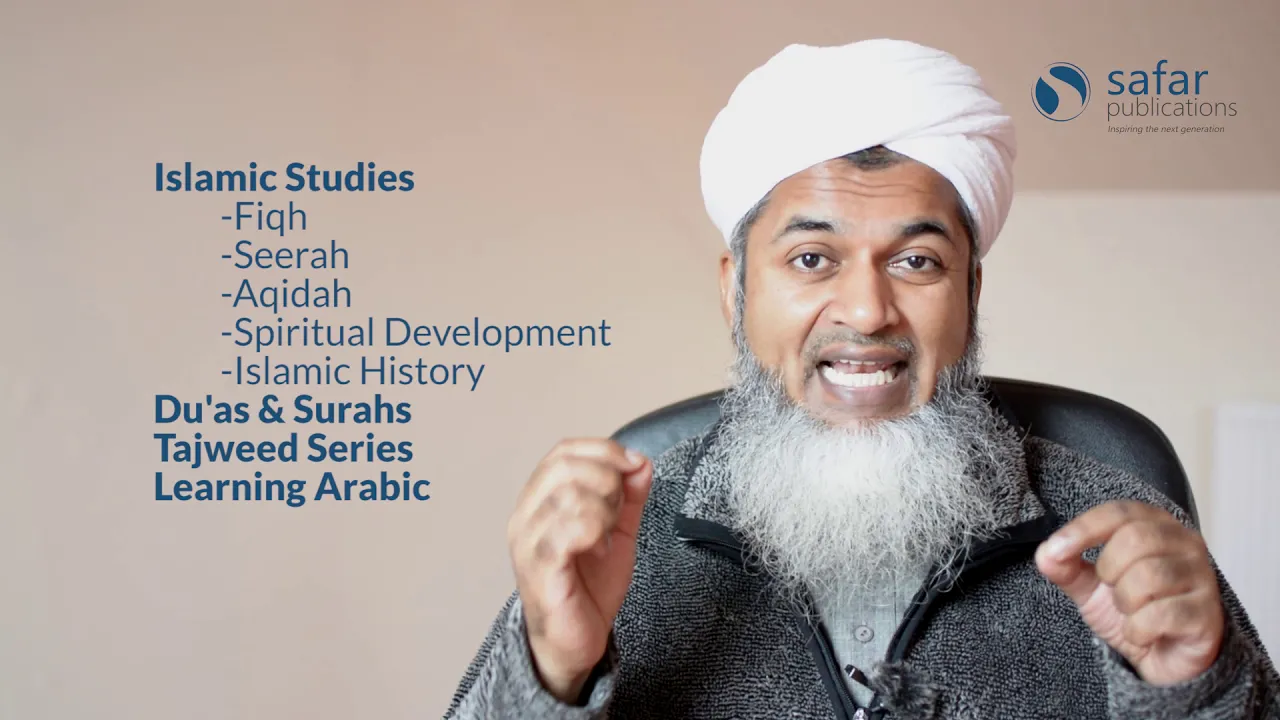 safar
publications
Inspiring the next generation
Islamic Studies
-Fiqh
-Seerah
-Aqidah
-Spiritual Development
-Islamic History
Du'as & Surahs
Tajweed Series
Learning Arabic